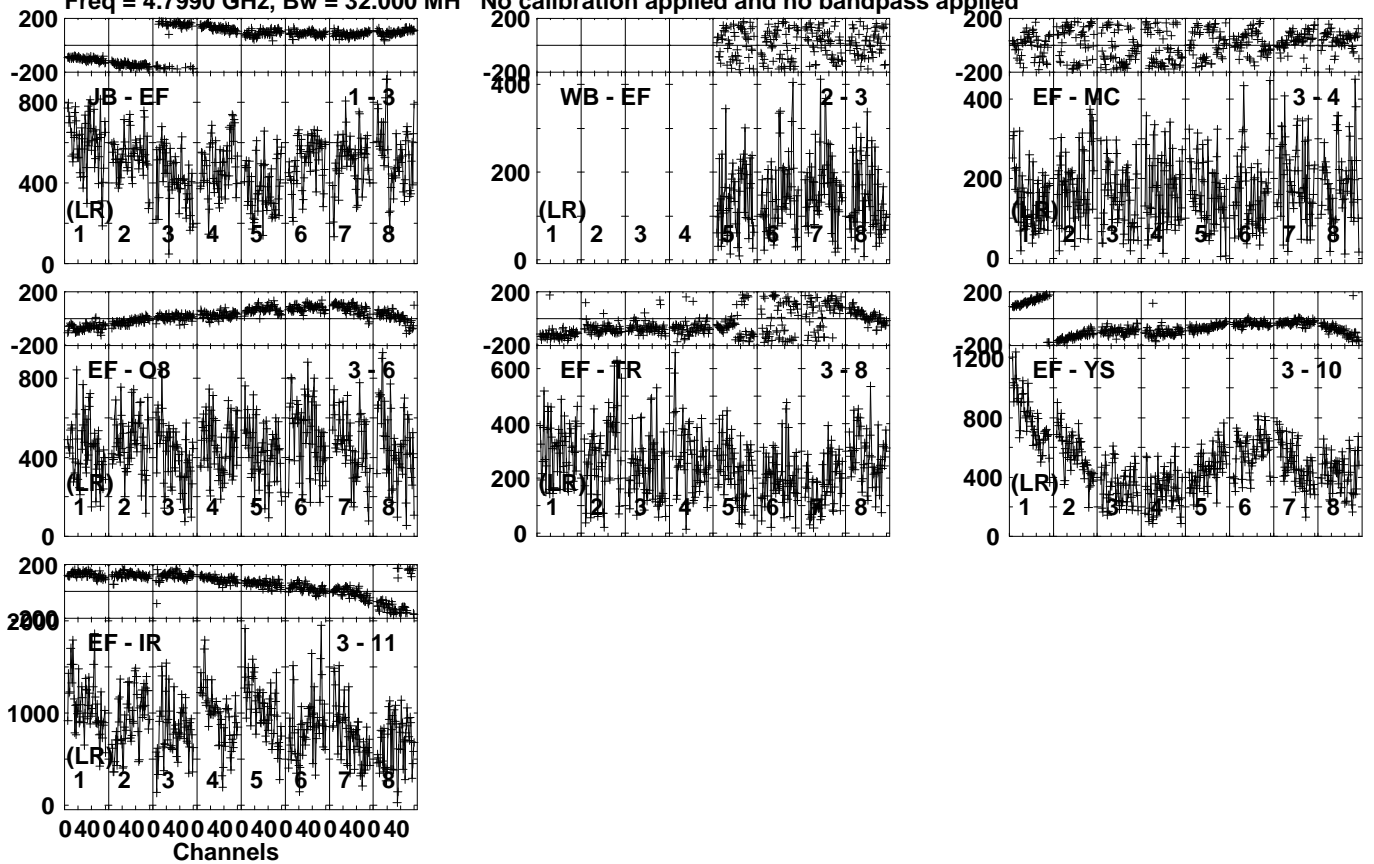 Freq = 4.7990 GHz, Bw = 32.000 MH No calibration applied and no bandpass applied
200
-200
800
400
0
JB - EF 1 - 3
(LR)
1 2 3 4 5 6 7 8
200
-200
400
200
0
WB - EF 2 - 3
(LR)
1 2 3 4 5 6 7 8
200
-200
400
200
0
EF - MC 3 - 4
(LR)
1 2 3 4 5 6 7 8
200
-200
800
400
0
EF - O8 3 - 6
(LR)
1 2 3 4 5 6 7 8
200
-200
600
400
200
0
EF - TR 3 - 8
(LR)
1 2 3 4 5 6 7 8
200
-200
1200
800
400
0
EF - YS 3 - 10
(LR)
1 2 3 4 5 6 7 8
200
-200
2000
1000
0
EF - IR 3 - 11
(LR)
1 2 3 4 5 6 7 8
0 40 0 40 0 40 0 40 0 40 0 40 0 40 0 40
Channels